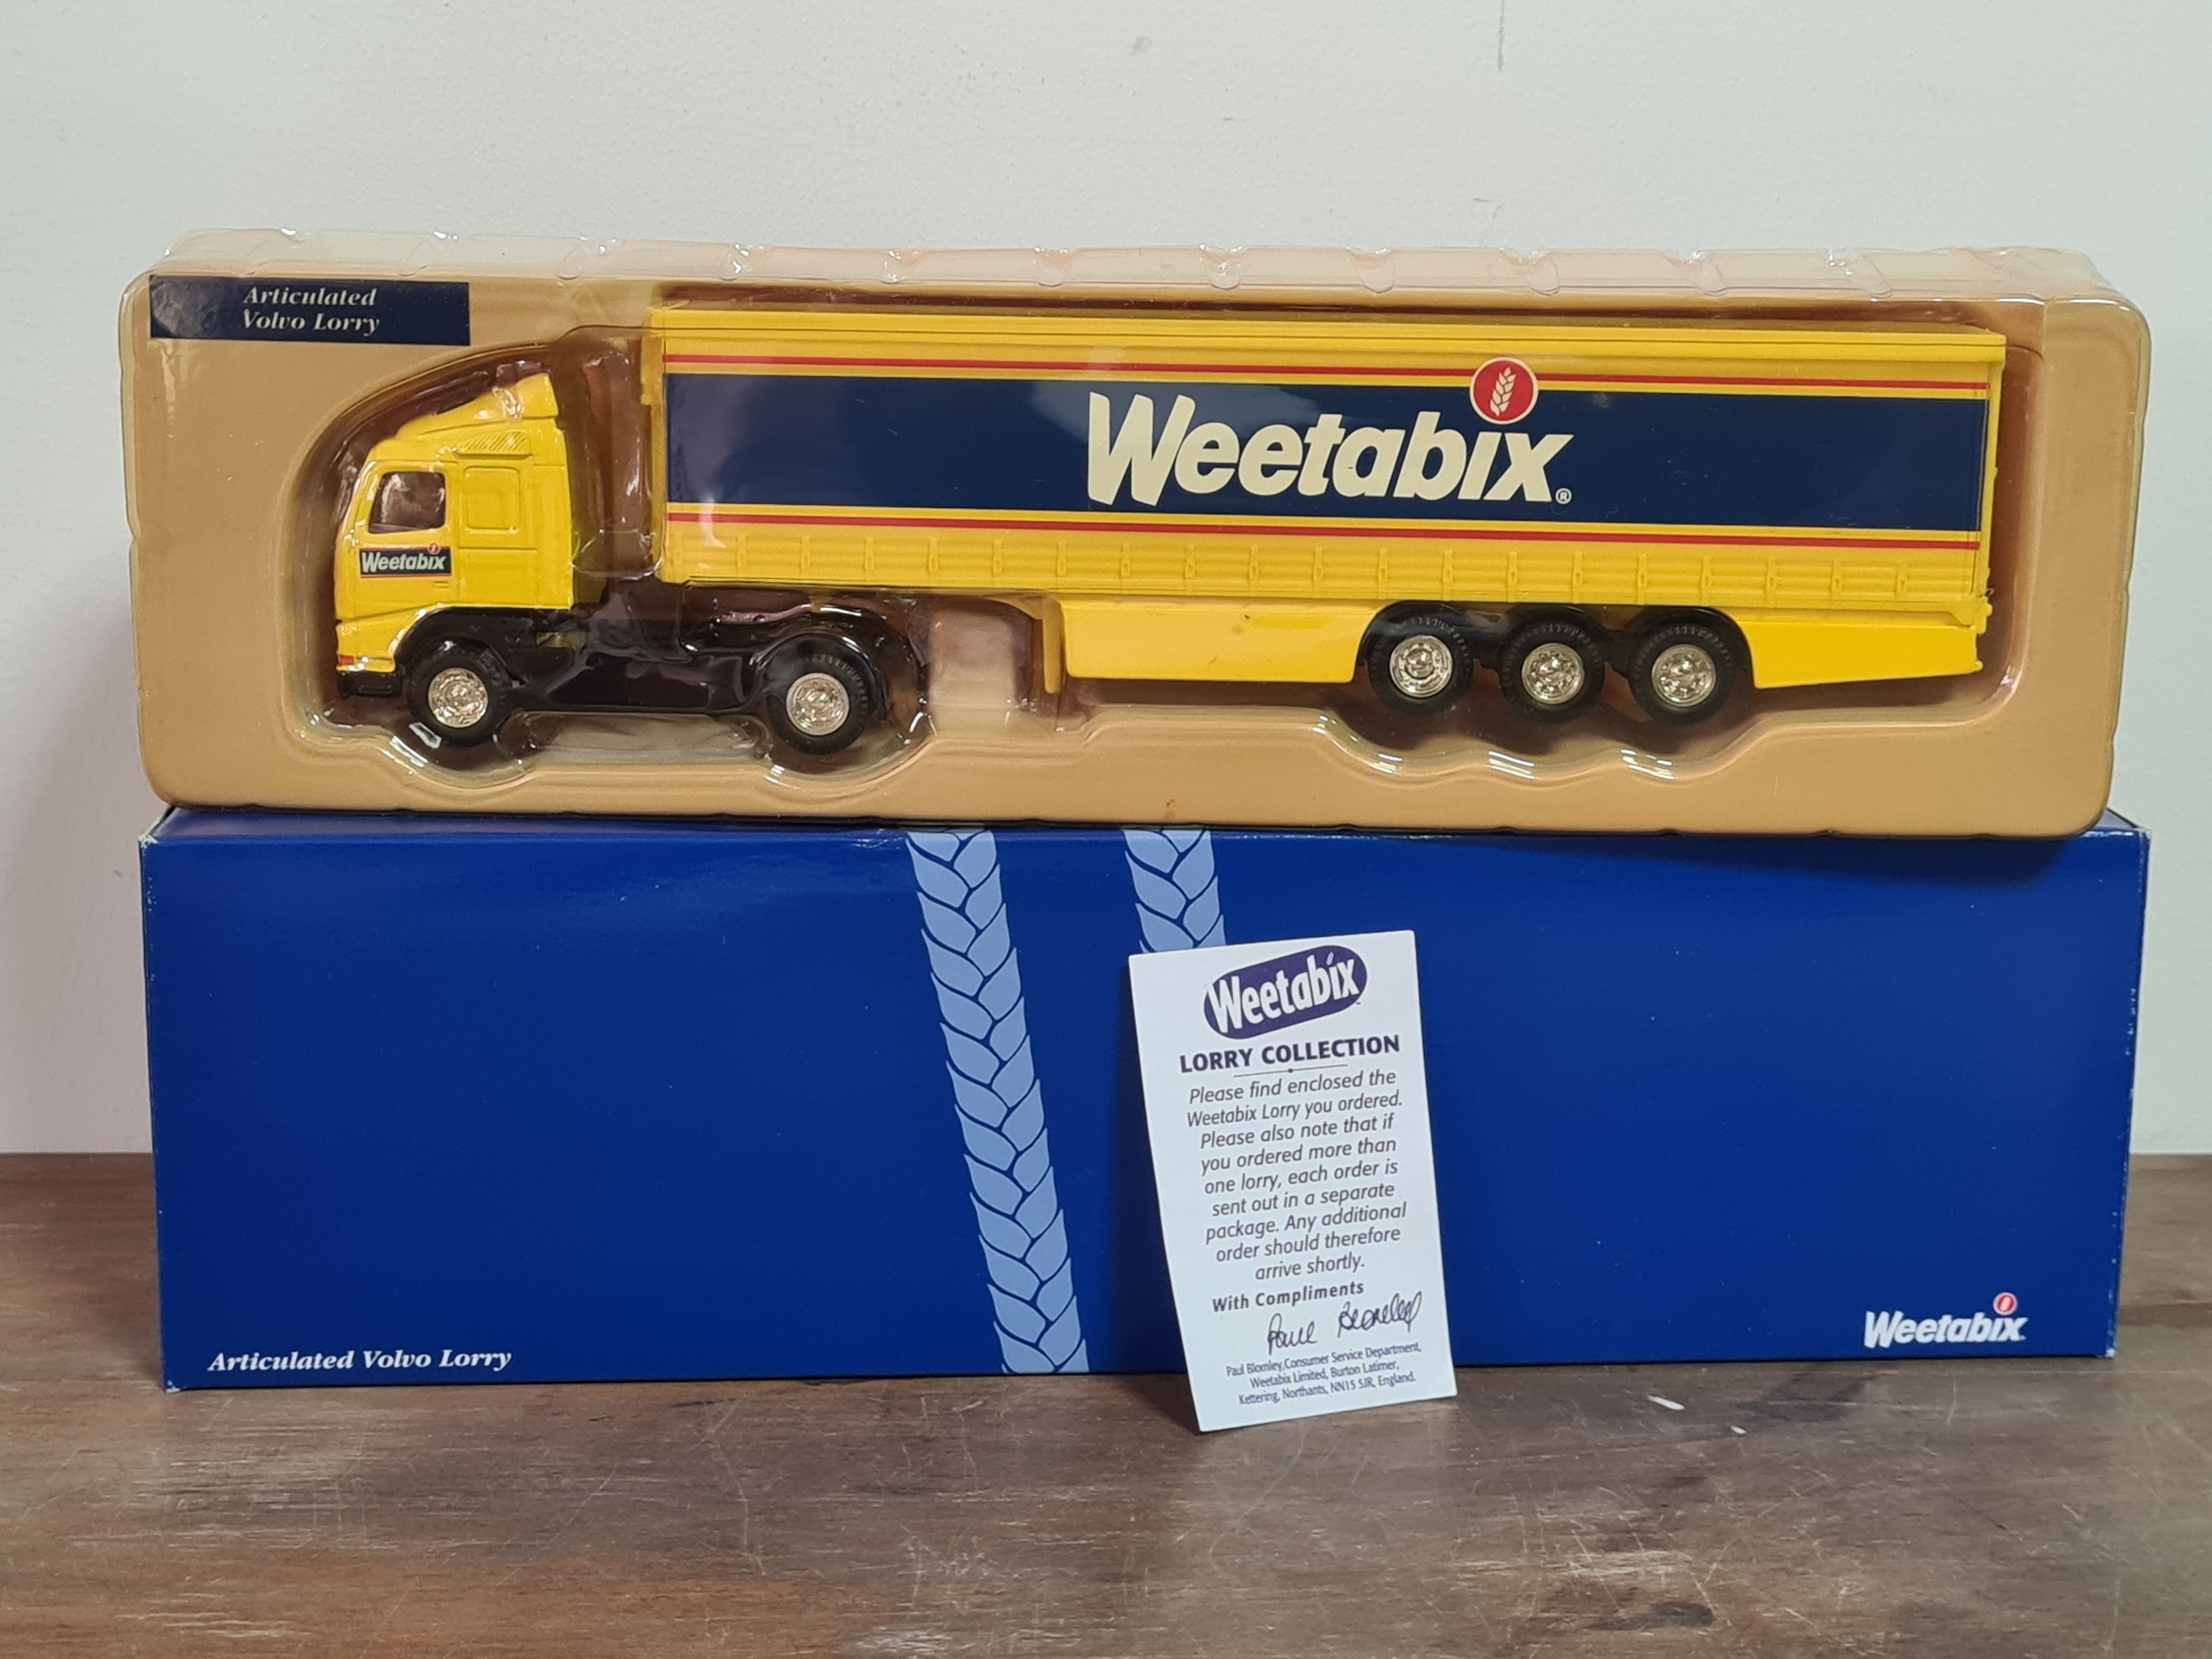 Articulated
Volvo Lorry
Weetabix®
Weetabix
Weetabix
LORRY COLLECTION
Please find enclosed the
Weetabix Lorry you ordered.
Please also note that if
you ordered more than
one lorry, each order is
sent out in a separate
package. Any additional
order should therefore
arrive shortly.
With Compliments
Paul Blomley
Paul Blomley, Consumer Service Department,
Weetabix Limited, Burton Latimer,
Kettering, Northants, NN15 5JR, England.
Articulated Volvo Lorry
Weetabix